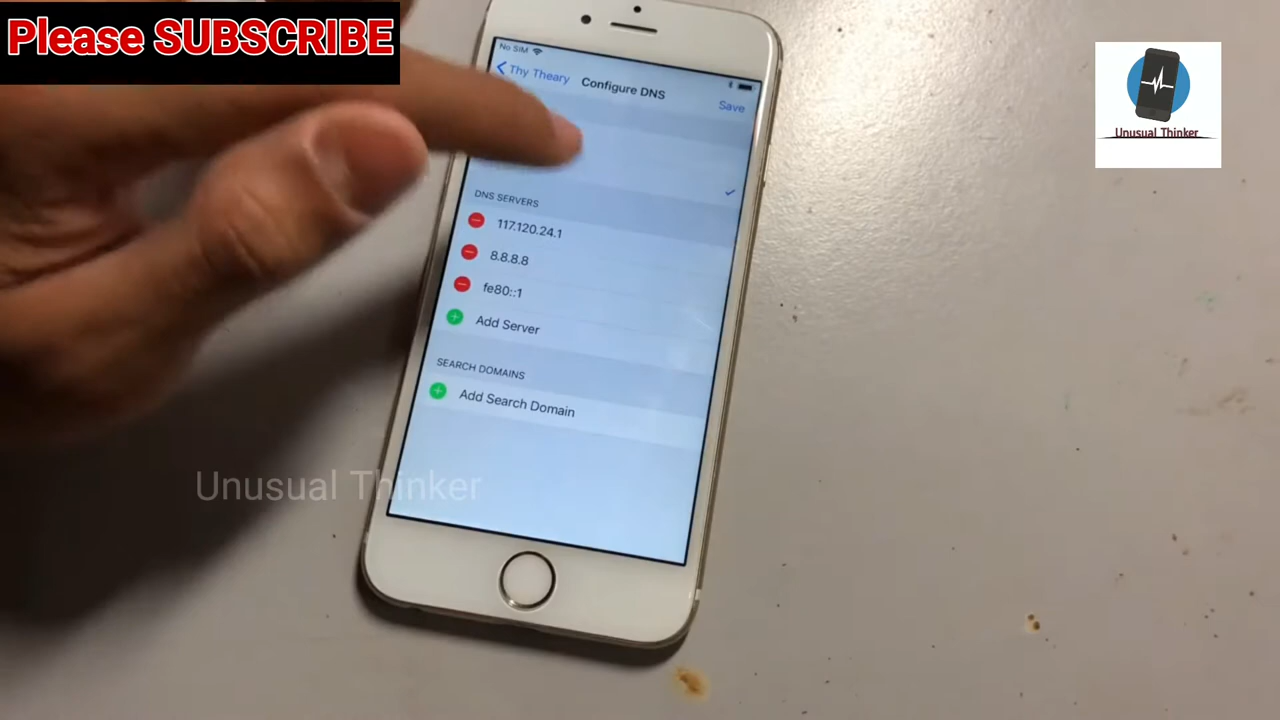 Please SUBSCRIBE
Unusual Thinker
No SIM
Thy Theary
Configure DNS
Save
DNS SERVERS
117.120.24.1
8.8.8.8
fe80::1
Add Server
SEARCH DOMAINS
Add Search Domain
Unusual Thinker